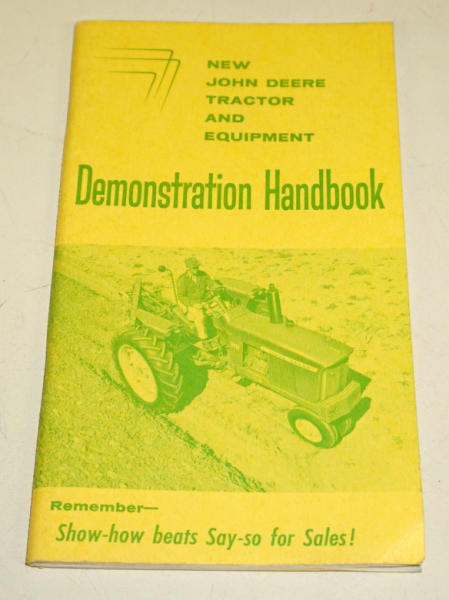 NEW
JOHN DEERE
TRACTOR
AND
EQUIPMENT
Demonstration Handbook
Remember—
Show-how beats Say-so for Sales!